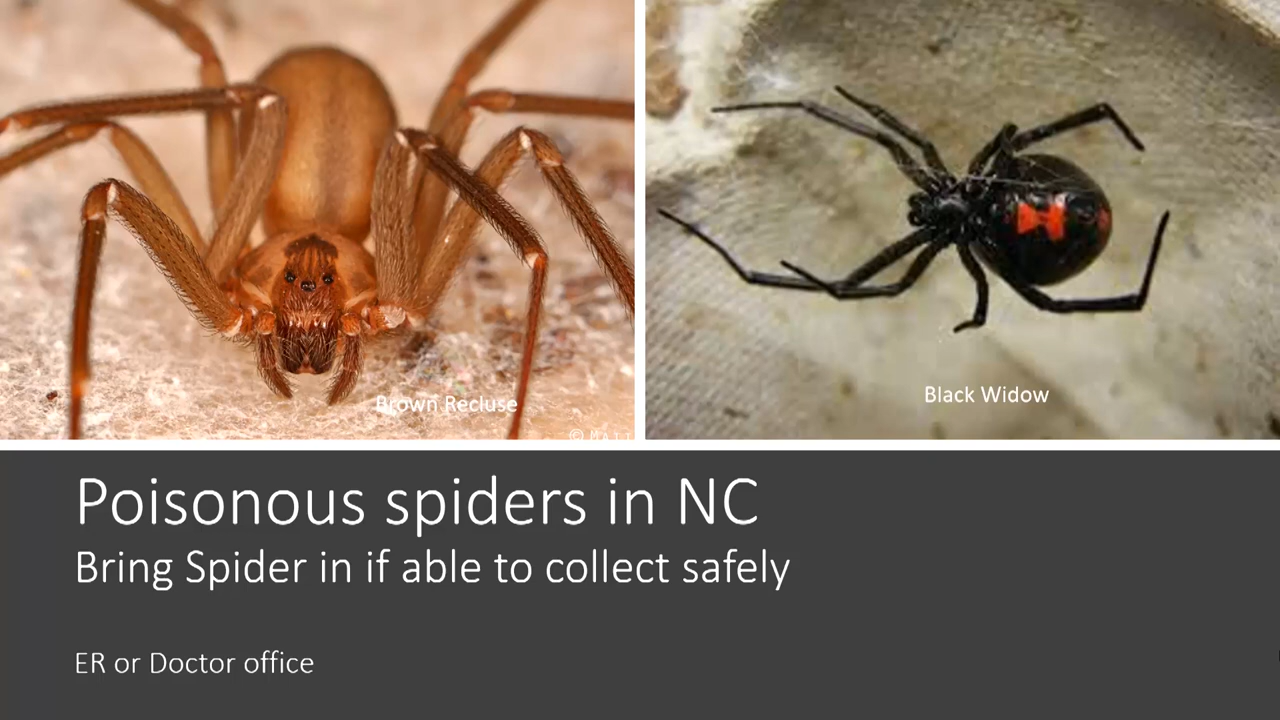 Brown Recluse
Black Widow
Poisonous spiders in NC
Bring Spider in if able to collect safely
ER or Doctor office